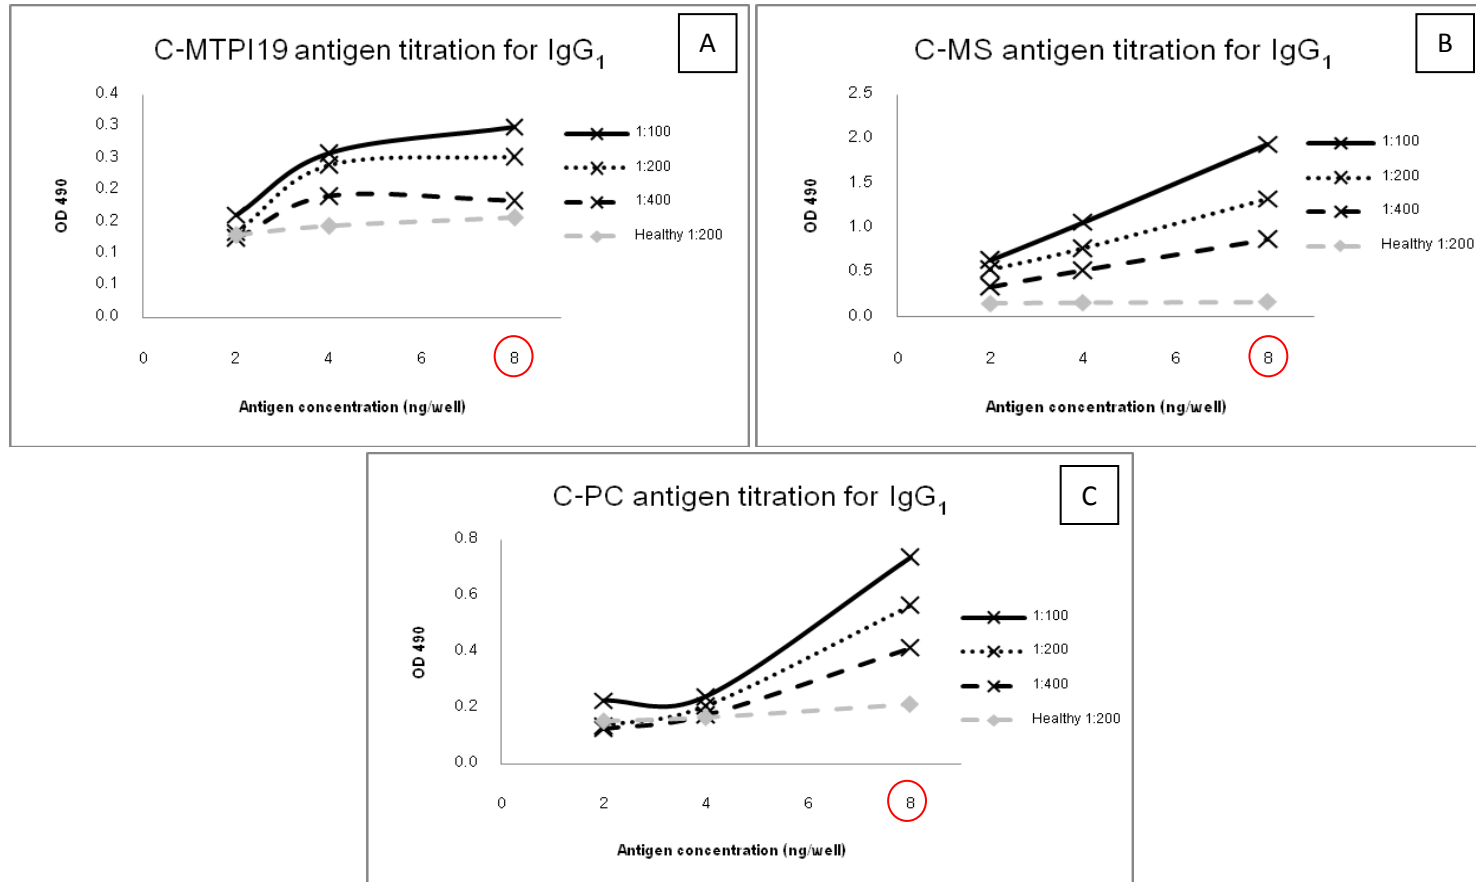 C-MTPI19 antigen titration for IgG₁
A
0.4
0.3
0.3
0.2
0.2
0.1
0.1
0.0
OD 490
0 2 4 6 8
Antigen concentration (ng/well)
1:100
1:200
1:400
Healthy 1:200
C-MS antigen titration for IgG₁
B
2.5
2.0
1.5
1.0
0.5
0.0
OD 490
0 2 4 6 8
Antigen concentration (ng/well)
1:100
1:200
1:400
Healthy 1:200
C-PC antigen titration for IgG₁
C
0.8
0.6
0.4
0.2
0.0
OD 490
0 2 4 6 8
Antigen concentration (ng/well)
1:100
1:200
1:400
Healthy 1:200